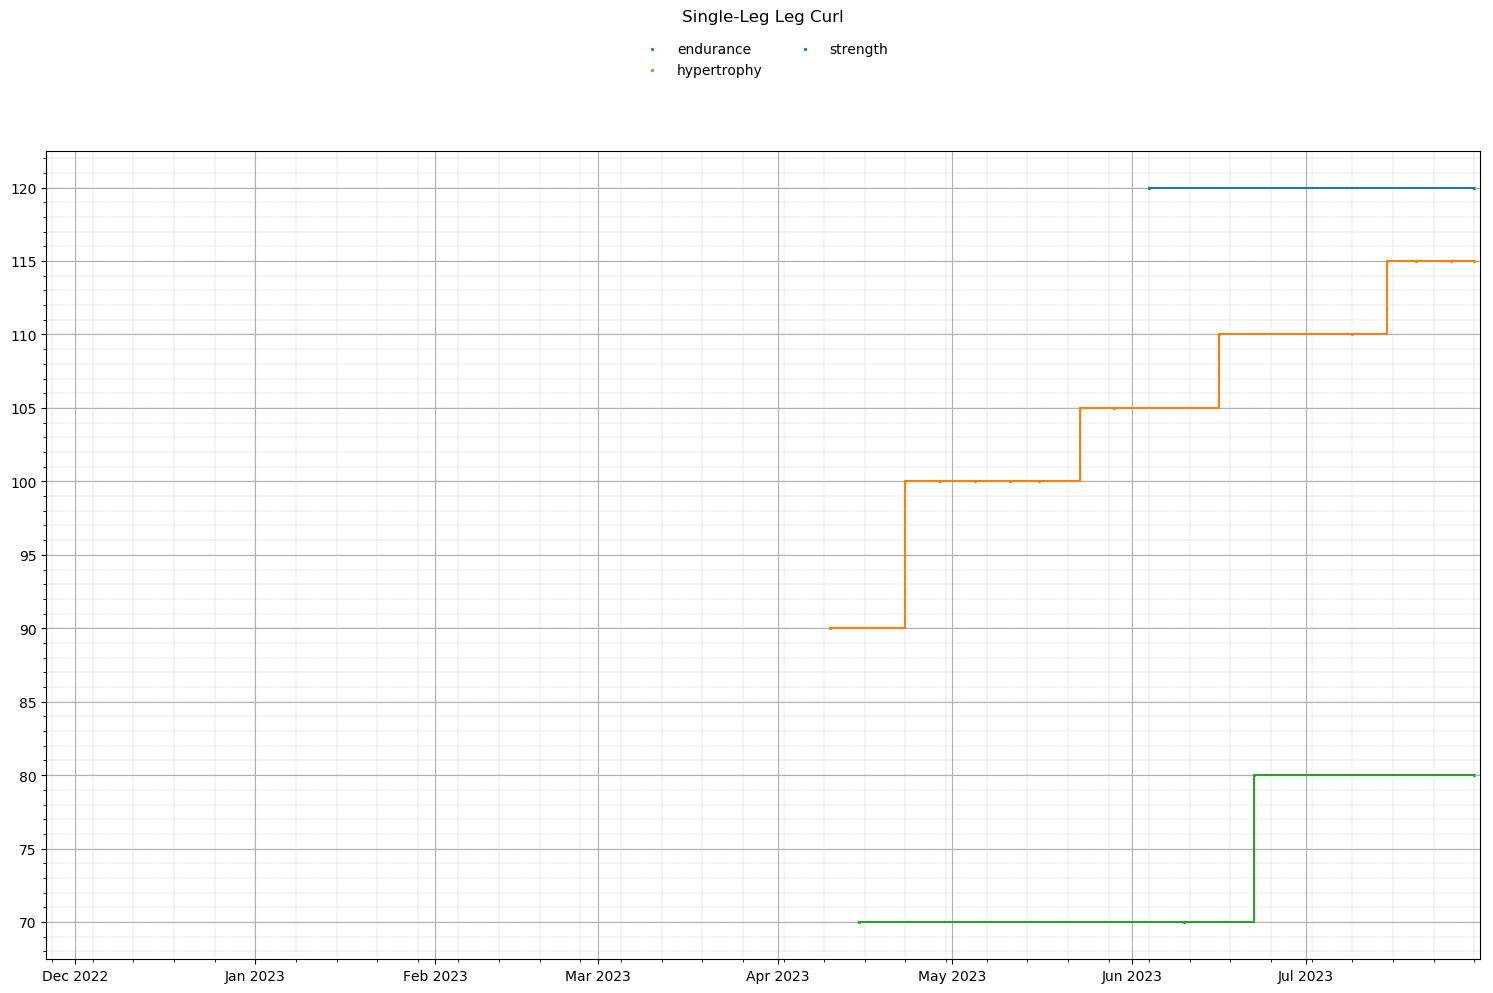 Single-Leg Leg Curl
endurance
hypertrophy
strength
120
115
110
105
100
95
90
85
80
75
70
Dec 2022
Jan 2023
Feb 2023
Mar 2023
Apr 2023
May 2023
Jun 2023
Jul 2023